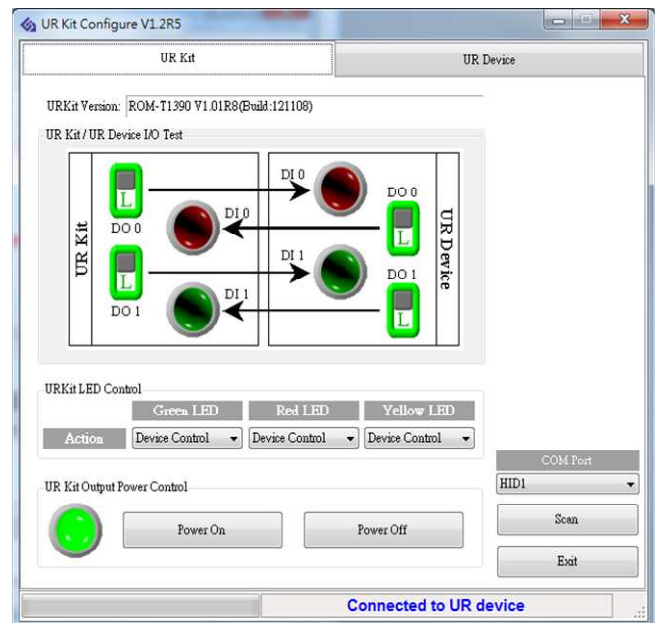 UR Kit Configure V1.2R5
UR Kit
UR Device
URKit Version: ROM-T1390 V1.01R8(Build:121108)
UR Kit / UR Device I/O Test
UR Kit
L
DO 0
DI 0
DI 0
DO 0
L
L
DO 1
DI 1
DI 1
DO 1
L
UR Device
URKit LED Control
Green LED Red LED Yellow LED
Action Device Control Device Control Device Control
COM Port
HID1
UR Kit Output Power Control
Power On Power Off
Scan
Exit
Connected to UR device